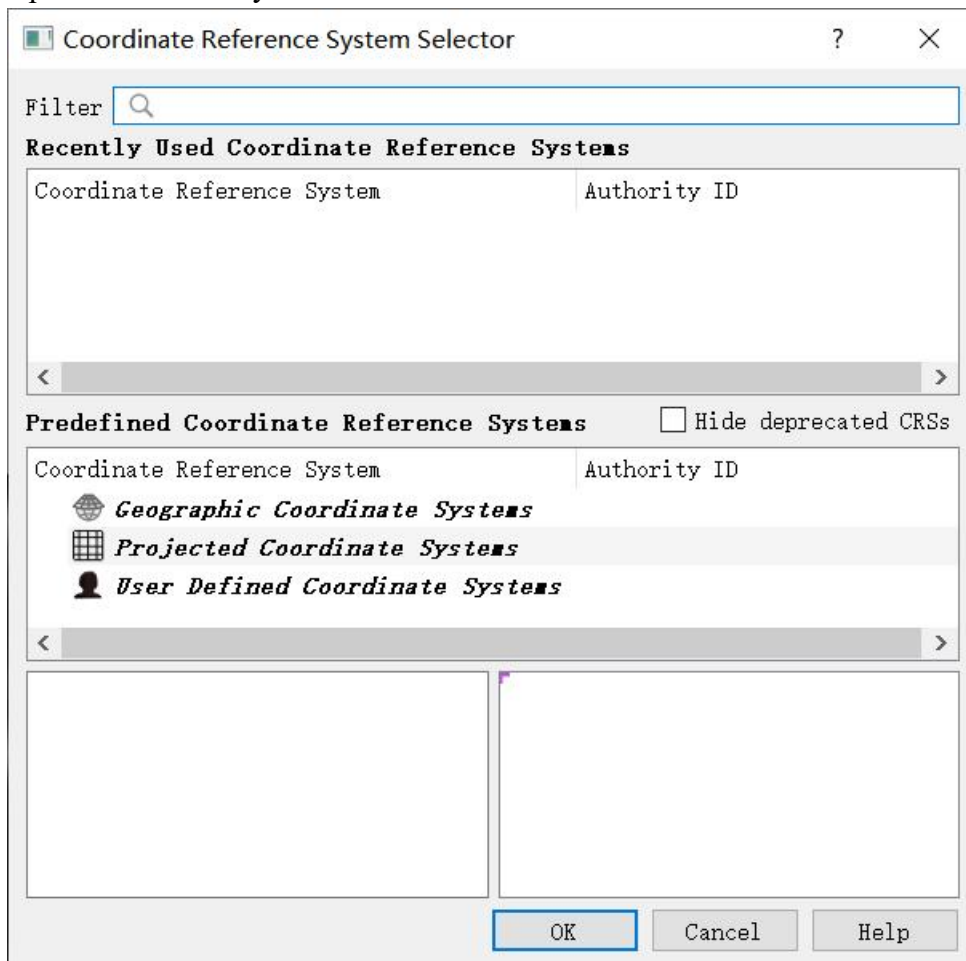 Coordinate Reference System Selector ? ×
Filter
Recently Used Coordinate Reference Systems
Coordinate Reference System Authority ID
Predefined Coordinate Reference Systems Hide deprecated CRSs
Coordinate Reference System Authority ID
Geographic Coordinate Systems
Projected Coordinate Systems
User Defined Coordinate Systems
OK Cancel Help